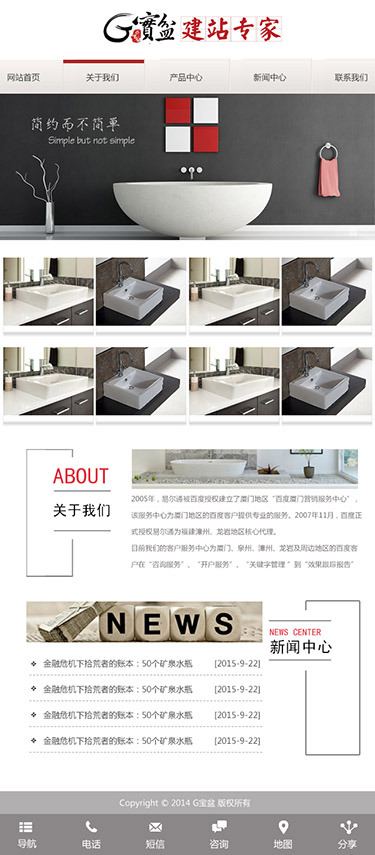 G寶盆 建站专家
网站首页 关于我们 产品中心 新闻中心 联系我们
简约而不简单
Simple but not simple
ABOUT
关于我们
2005年，易尔通被百度授权建立了厦门地区“百度厦门营销服务中心”，
该服务中心为厦门地区的百度客户提供专业的服务。2007年11月，百度正
式授权易尔通为福建漳州、龙岩地区核心代理。
目前我们的客户服务中心为厦门、泉州、漳州、龙岩及周边地区的百度客
户在“咨询服务”、“开户服务”、“关键字管理 ”到“效果跟踪报告”
NEWS
NEWS CENTER
新闻中心
金融危机下拾荒者的账本：50个矿泉水瓶 [2015-9-22]
金融危机下拾荒者的账本：50个矿泉水瓶 [2015-9-22]
金融危机下拾荒者的账本：50个矿泉水瓶 [2015-9-22]
金融危机下拾荒者的账本：50个矿泉水瓶 [2015-9-22]
Copyright © 2014 G宝盆 版权所有
导航 电话 短信 咨询 地图 分享